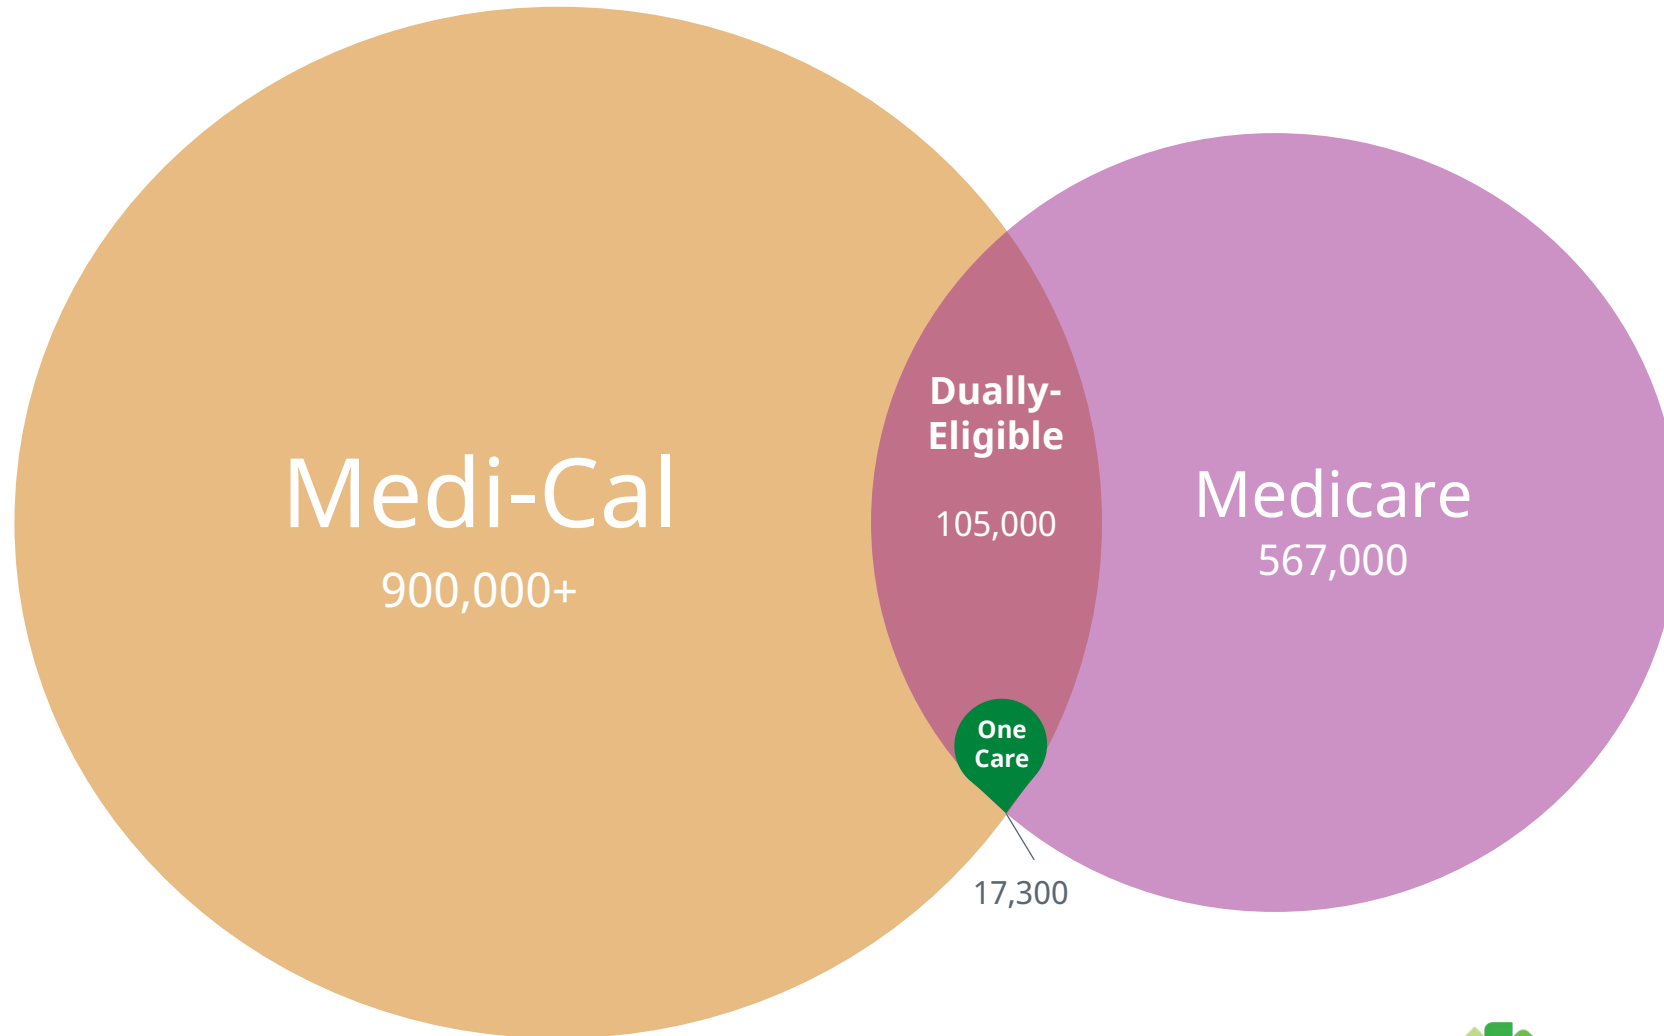 Medi-Cal
900,000+
Dually-
Eligible
105,000
Medicare
567,000
One
Care
17,300